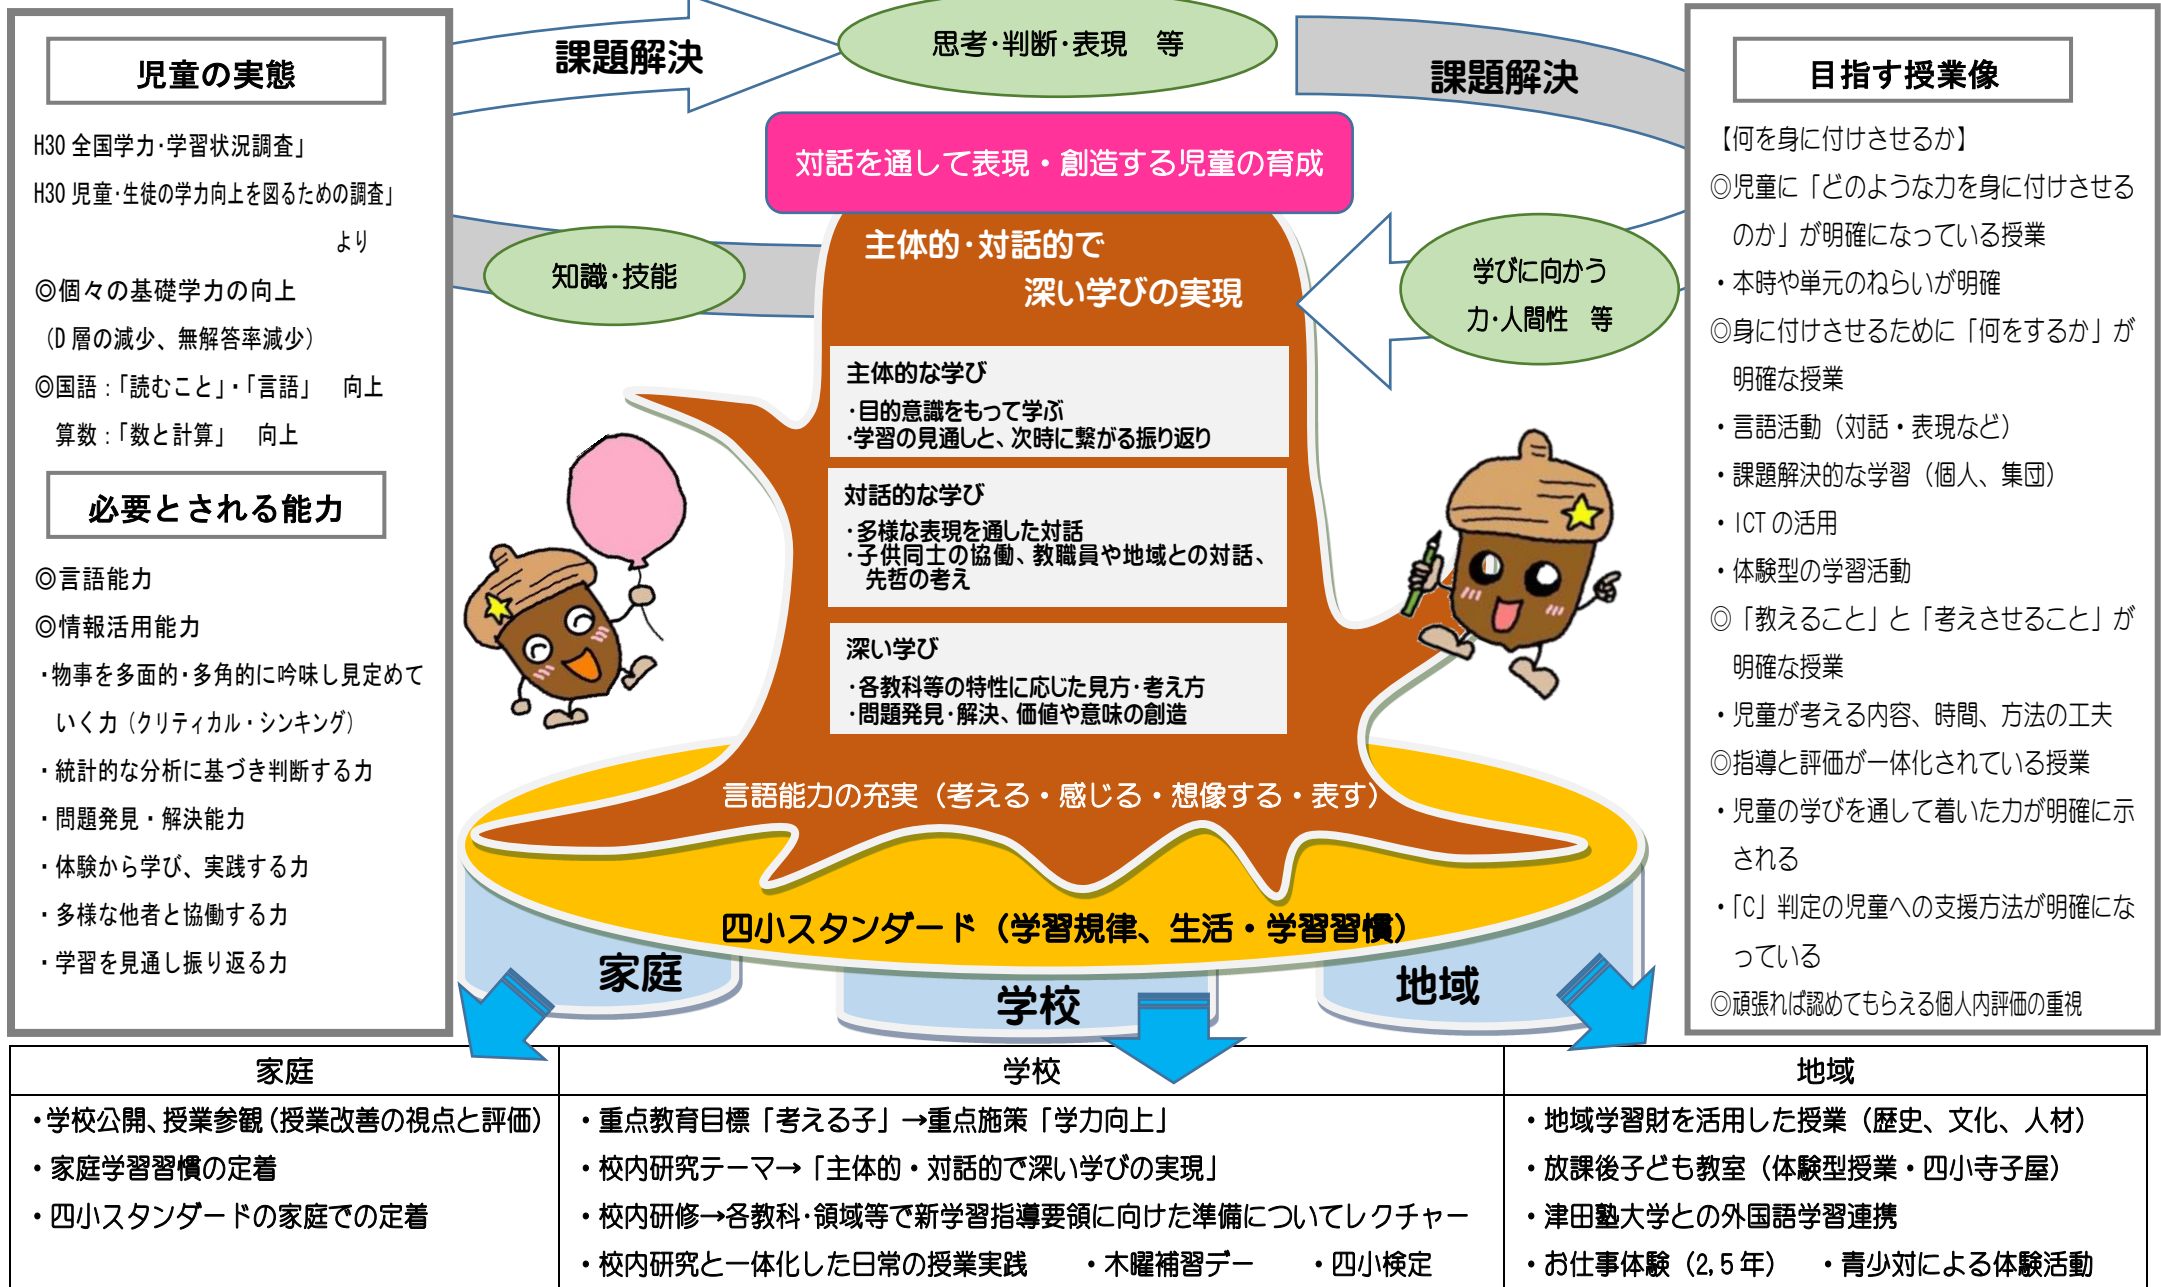 児童の実態
H30 全国学力・学習状況調査」
H30 児童・生徒の学力向上を図るための調査」
より
◎個々の基礎学力の向上
（D 層の減少、無解答率減少）
◎国語：「読むこと」・「言語」　向上
算数：「数と計算」　向上
必要とされる能力
◎言語能力
◎情報活用能力
・物事を多面的・多角的に吟味し見定めて
いく力（クリティカル・シンキング）
・統計的な分析に基づき判断する力
・問題発見・解決能力
・体験から学び、実践する力
・多様な他者と協働する力
・学習を見通し振り返る力
課題解決
思考・判断・表現　等
課題解決
対話を通して表現・創造する児童の育成
知識・技能
主体的・対話的で
深い学びの実現
学びに向かう
力・人間性　等
主体的な学び
・目的意識をもって学ぶ
・学習の見通しと、次時に繋がる振り返り
対話的な学び
・多様な表現を通した対話
・子供同士の協働、教職員や地域との対話、
先哲の考え
深い学び
・各教科等の特性に応じた見方・考え方
・問題発見・解決、価値や意味の創造
言語能力の充実（考える・感じる・想像する・表す）
四小スタンダード（学習規律、生活・学習習慣）
家庭
学校
地域
目指す授業像
【何を身に付けさせるか】
◎児童に「どのような力を身に付けさせる
のか」が明確になっている授業
・本時や単元のねらいが明確
◎身に付けさせるために「何をするか」が
明確な授業
・言語活動（対話・表現など）
・課題解決的な学習（個人、集団）
・ICT の活用
・体験型の学習活動
◎「教えること」と「考えさせること」が
明確な授業
・児童が考える内容、時間、方法の工夫
◎指導と評価が一体化されている授業
・児童の学びを通して着いた力が明確に示
される
・「C」判定の児童への支援方法が明確にな
っている
◎頑張れば認めてもらえる個人内評価の重視
家庭
・学校公開、授業参観（授業改善の視点と評価）
・家庭学習習慣の定着
・四小スタンダードの家庭での定着
学校
・重点教育目標「考える子」→重点施策「学力向上」
・校内研究テーマ→「主体的・対話的で深い学びの実現」
・校内研修→各教科・領域等で新学習指導要領に向けた準備についてレクチャー
・校内研究と一体化した日常の授業実践　・木曜補習デー　・四小検定
地域
・地域学習財を活用した授業（歴史、文化、人材）
・放課後子ども教室（体験型授業・四小寺子屋）
・津田塾大学との外国語学習連携
・お仕事体験（2,5 年）　・青少対による体験活動